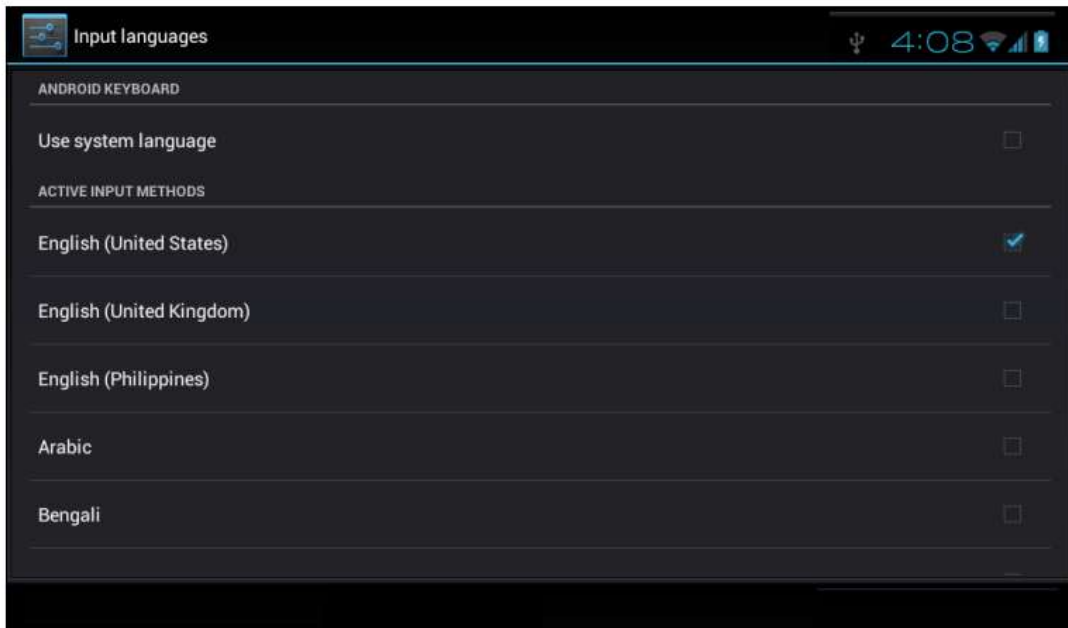 Input languages
4:08
ANDROID KEYBOARD
Use system language
ACTIVE INPUT METHODS
English (United States)
English (United Kingdom)
English (Philippines)
Arabic
Bengali